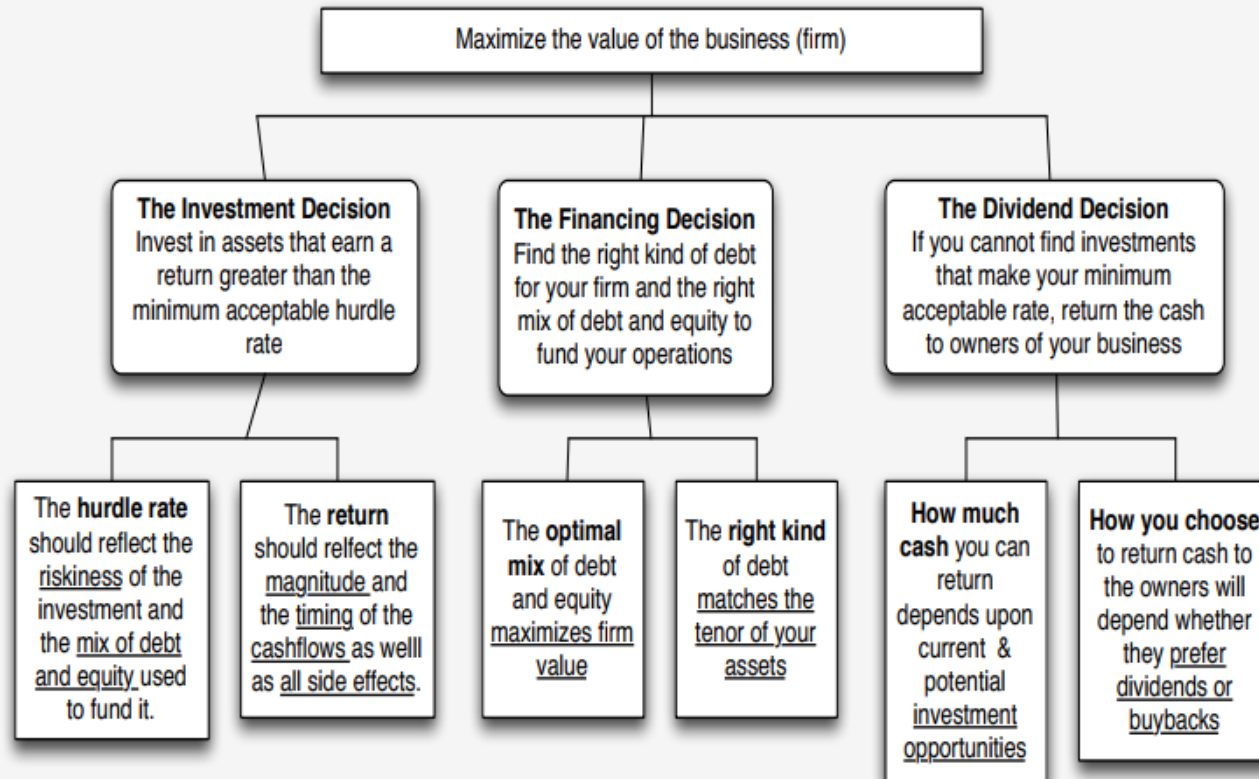 Maximize the value of the business (firm)
The Investment Decision
Invest in assets that earn a
return greater than the
minimum acceptable hurdle
rate
The Financing Decision
Find the right kind of debt
for your firm and the right
mix of debt and equity to
fund your operations
The Dividend Decision
If you cannot find investments
that make your minimum
acceptable rate, return the cash
to owners of your business
The hurdle rate
should reflect the
riskiness of the
investment and
the mix of debt
and equity used
to fund it.
The return
should relfect the
magnitude and
the timing of the
cashflows as welll
as all side effects.
The optimal
mix of debt
and equity
maximizes firm
value
The right kind
of debt
matches the
tenor of your
assets
How much
cash you can
return
depends upon
current &
potential
investment
opportunities
How you choose
to return cash to
the owners will
depend whether
they prefer
dividends or
buybacks